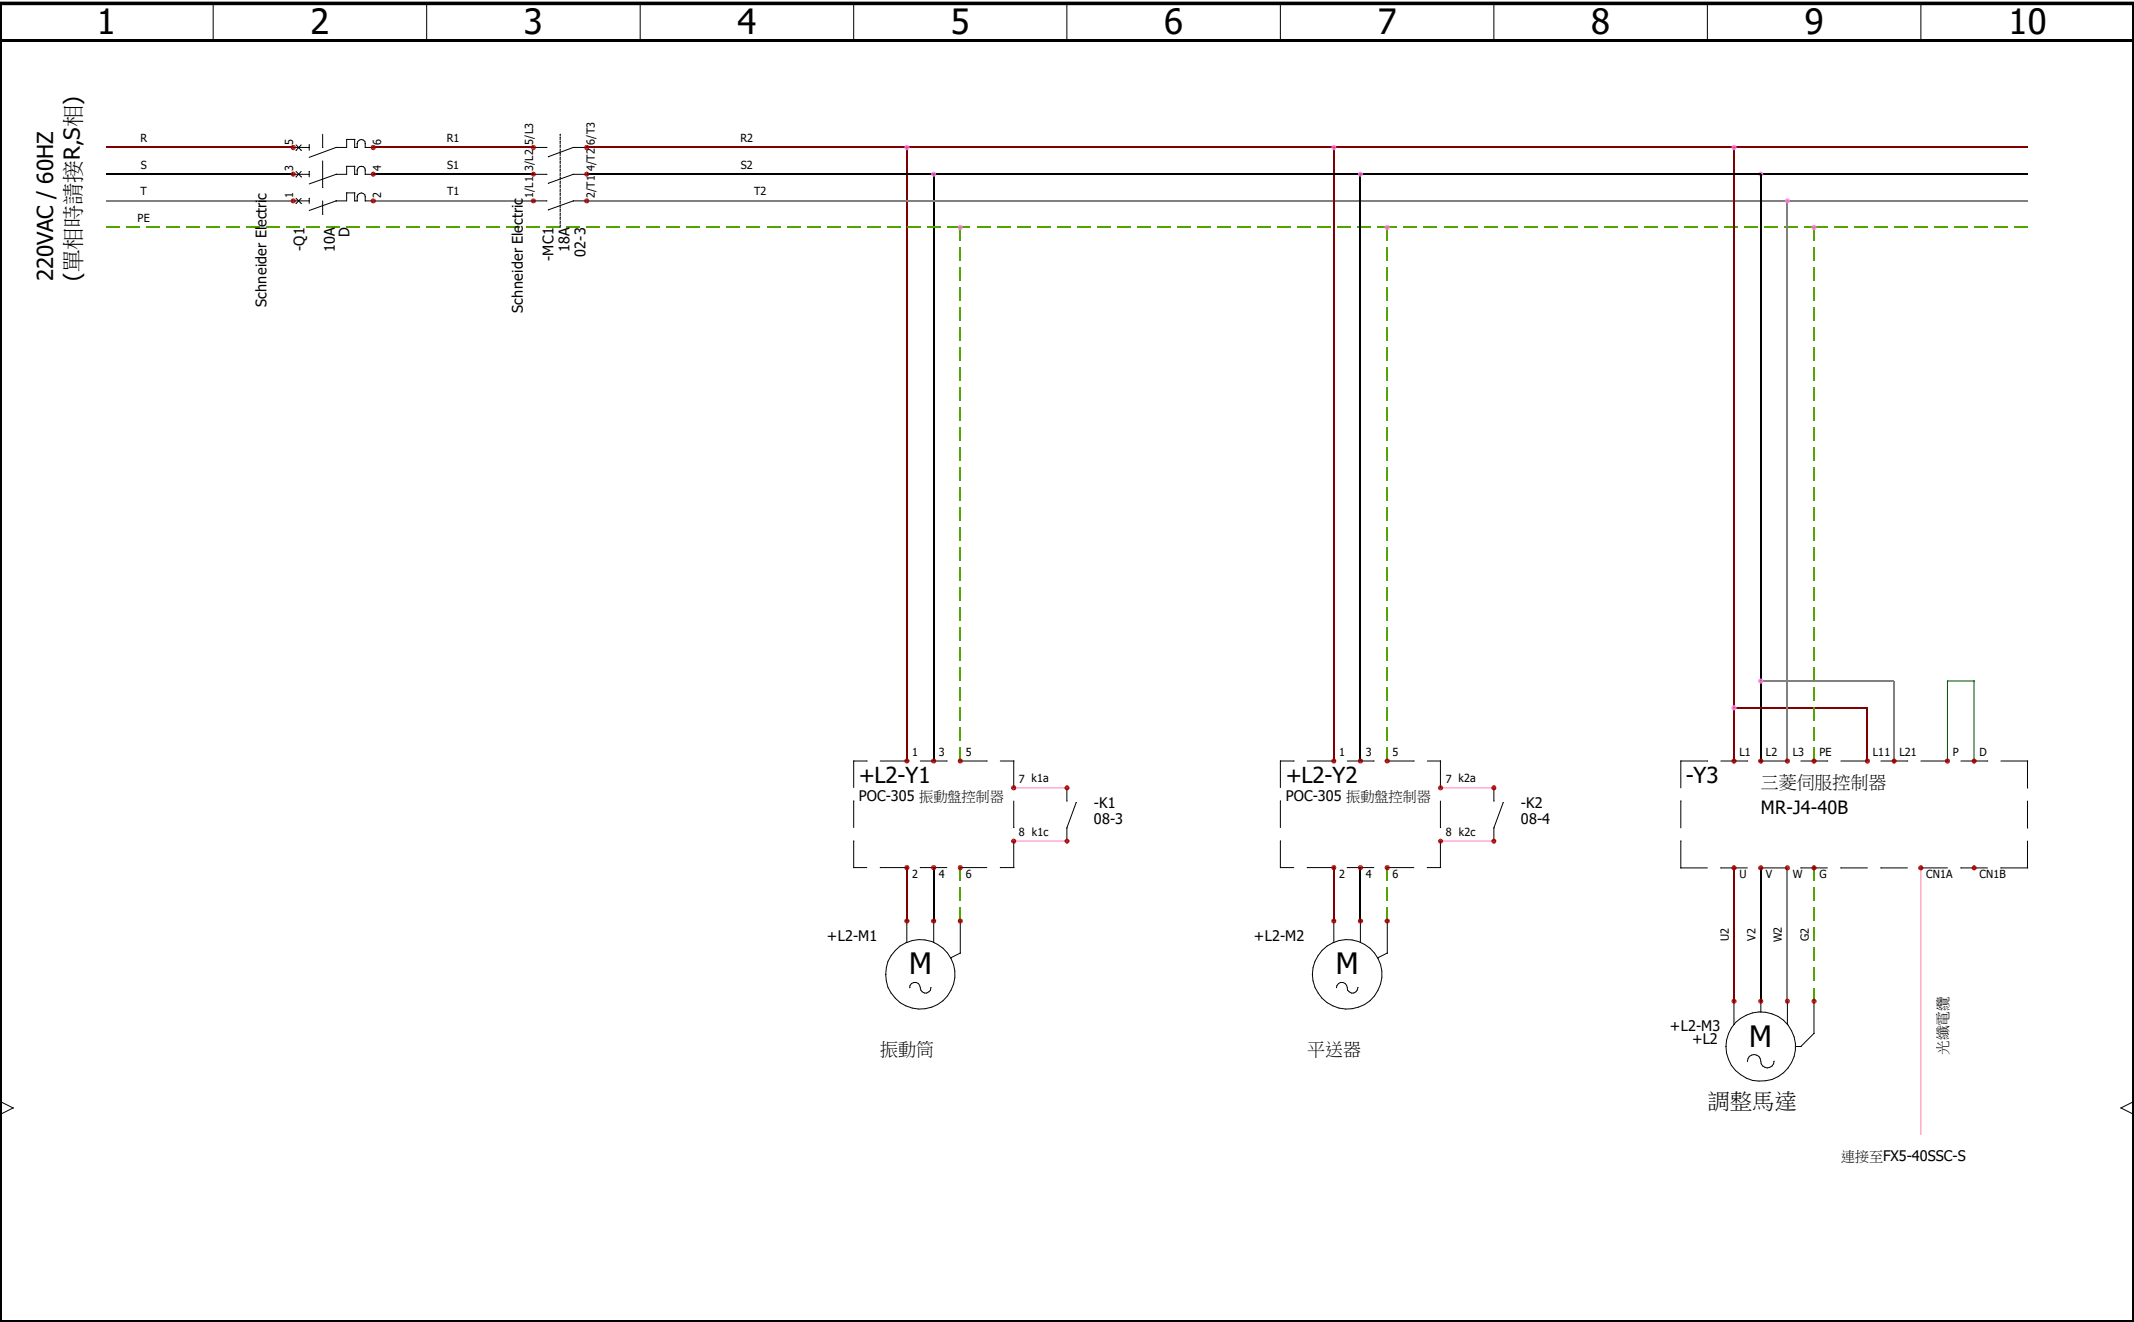 1 2 3 4 5 6 7 8 9 10
220VAC / 60HZ
(單相時請接R,S相)
R 5 6 R1 5/L3 6/T3 R2
S 3 4 S1 3/L2 4/T2 S2
T 1 2 T1 1/L1 2/T1 T2
PE
Schneider Electric
-Q1
10A
D
Schneider Electric
-MC1
18A
02-3
1 3 5
+L2-Y1
POC-305 振動盤控制器
7 k1a
8 k1c
-K1
08-3
2 4 6
+L2-M1
M
振動筒
1 3 5
+L2-Y2
POC-305 振動盤控制器
7 k2a
8 k2c
-K2
08-4
2 4 6
+L2-M2
M
平送器
L1 L2 L3 PE L11 L21 P D
-Y3
三菱伺服控制器
MR-J4-40B
U V W G CN1A CN1B
U2 V2 W2 G2
+L2-M3
+L2
M
調整馬達
光纖電纜
連接至FX5-40SSC-S